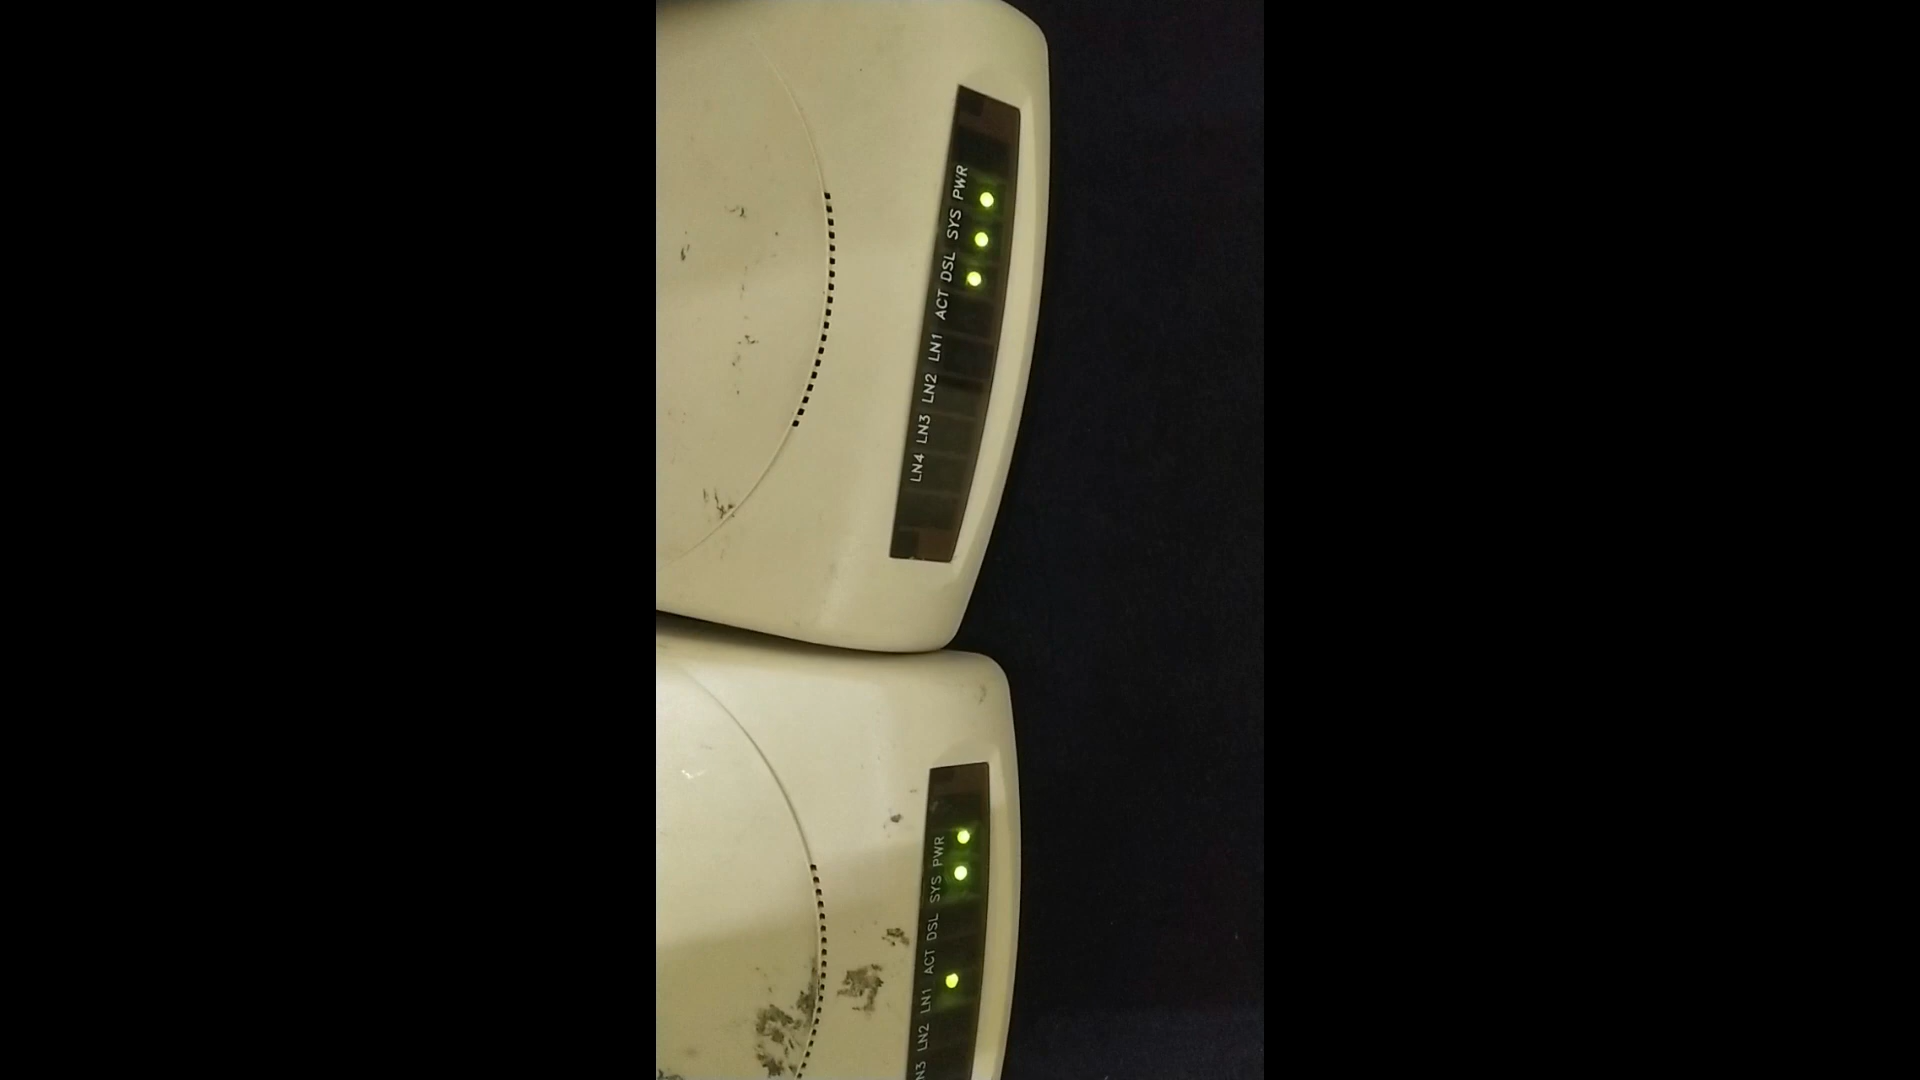 LN4 LN3 LN2 LN1 ACT DSL SYS PWR
LN2 LN1 ACT DSL SYS PWR